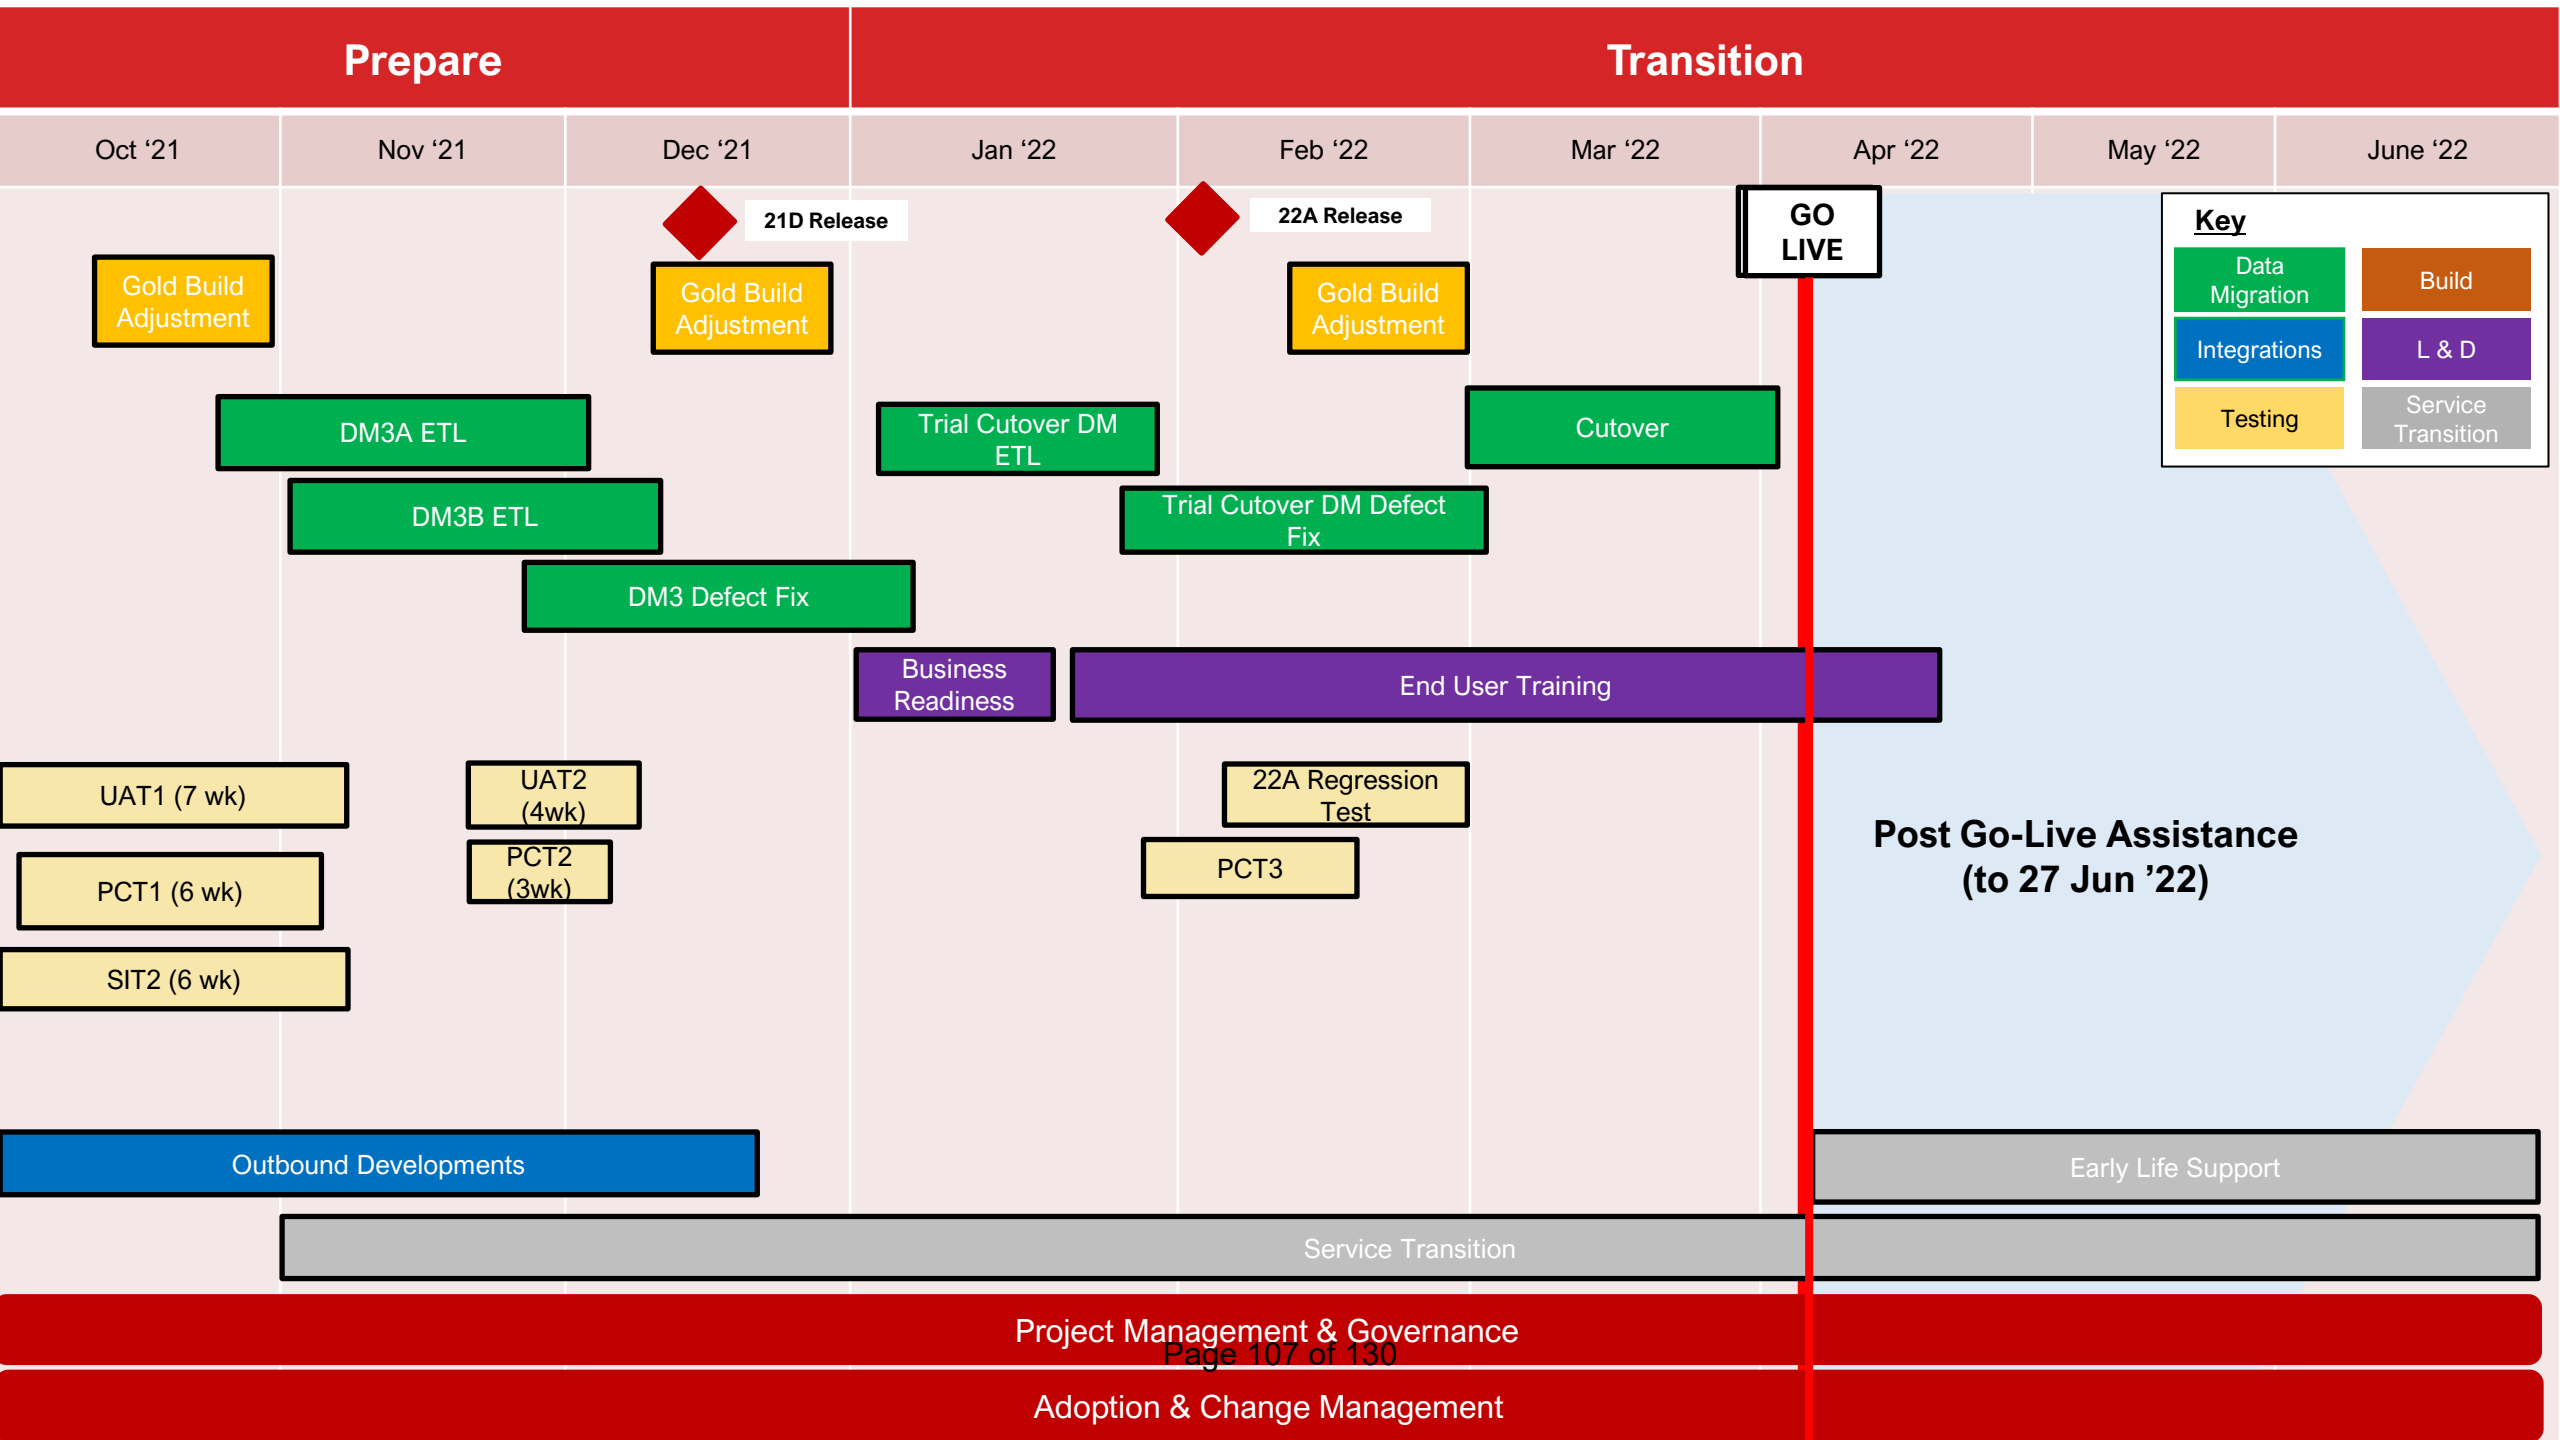 Prepare
Transition
Oct ‘21
Nov ‘21
Dec ‘21
Jan ‘22
Feb ‘22
Mar ‘22
Apr ‘22
May ‘22
June ‘22
21D Release
22A Release
GO
LIVE
Key
Data
Migration
Build
Integrations
L & D
Testing
Service
Transition
Gold Build
Adjustment
Gold Build
Adjustment
Gold Build
Adjustment
DM3A ETL
Trial Cutover DM
ETL
Cutover
DM3B ETL
Trial Cutover DM Defect
Fix
DM3 Defect Fix
Business
Readiness
End User Training
UAT1 (7 wk)
UAT2
(4wk)
22A Regression
Test
PCT1 (6 wk)
PCT2
(3wk)
PCT3
Post Go-Live Assistance
(to 27 Jun ’22)
SIT2 (6 wk)
Outbound Developments
Early Life Support
Service Transition
Project Management & Governance
Page 107 of 130
Adoption & Change Management